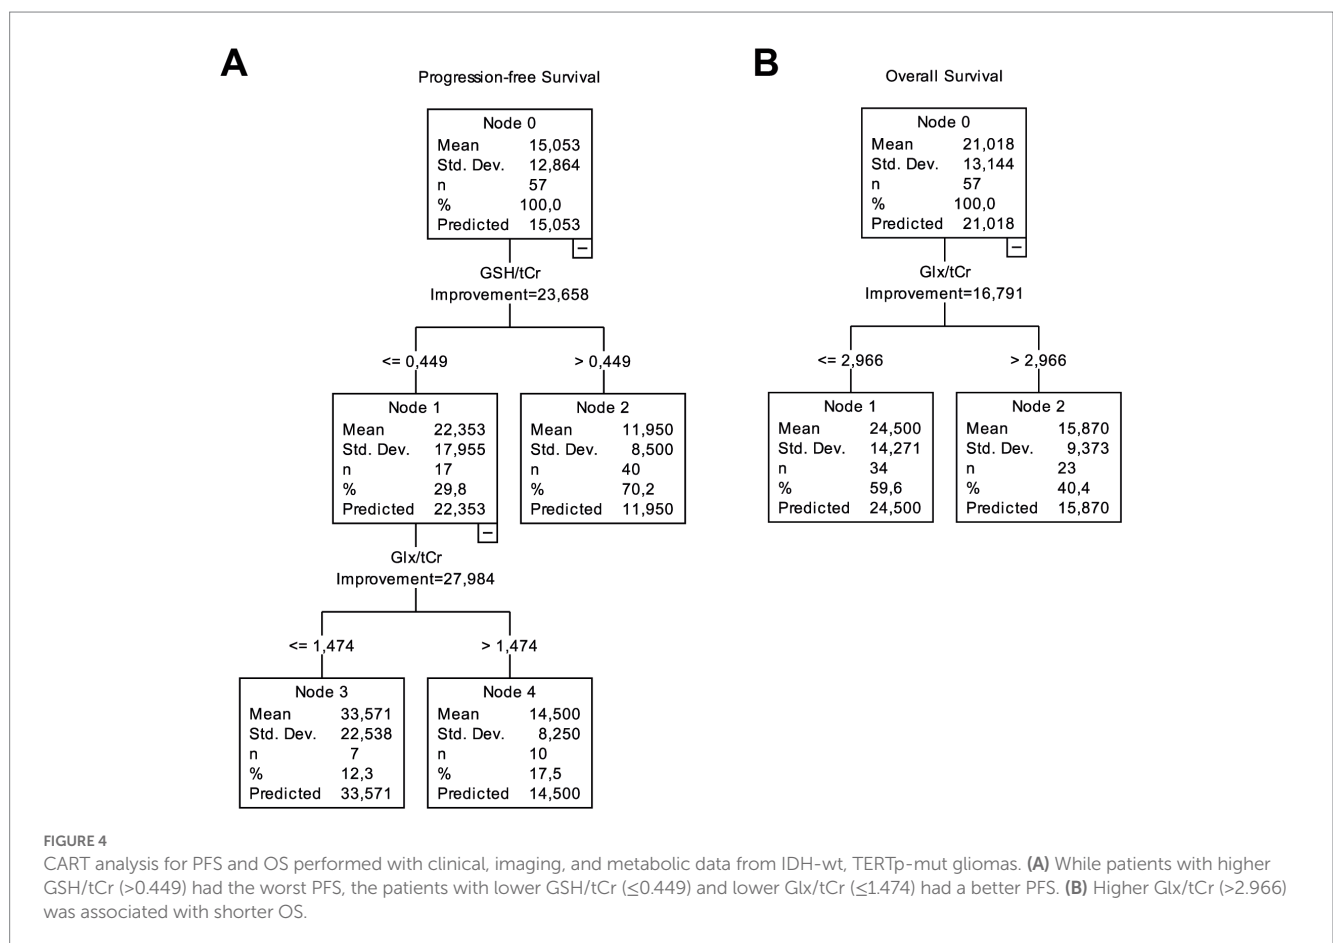 A
Progression-free Survival
Node 0
Mean 15,053
Std. Dev. 12,864
n 57
% 100,0
Predicted 15,053
GSH/tCr
Improvement=23,658
<= 0,449
> 0,449
Node 1
Mean 22,353
Std. Dev. 17,955
n 17
% 29,8
Predicted 22,353
Node 2
Mean 11,950
Std. Dev. 8,500
n 40
% 70,2
Predicted 11,950
Glx/tCr
Improvement=27,984
<= 1,474
> 1,474
Node 3
Mean 33,571
Std. Dev. 22,538
n 7
% 12,3
Predicted 33,571
Node 4
Mean 14,500
Std. Dev. 8,250
n 10
% 17,5
Predicted 14,500
B
Overall Survival
Node 0
Mean 21,018
Std. Dev. 13,144
n 57
% 100,0
Predicted 21,018
Glx/tCr
Improvement=16,791
<= 2,966
> 2,966
Node 1
Mean 24,500
Std. Dev. 14,271
n 34
% 59,6
Predicted 24,500
Node 2
Mean 15,870
Std. Dev. 9,373
n 23
% 40,4
Predicted 15,870
FIGURE 4
CART analysis for PFS and OS performed with clinical, imaging, and metabolic data from IDH-wt, TERTp-mut gliomas. (A) While patients with higher
GSH/tCr (>0.449) had the worst PFS, the patients with lower GSH/tCr (≤0.449) and lower Glx/tCr (≤1.474) had a better PFS. (B) Higher Glx/tCr (>2.966)
was associated with shorter OS.